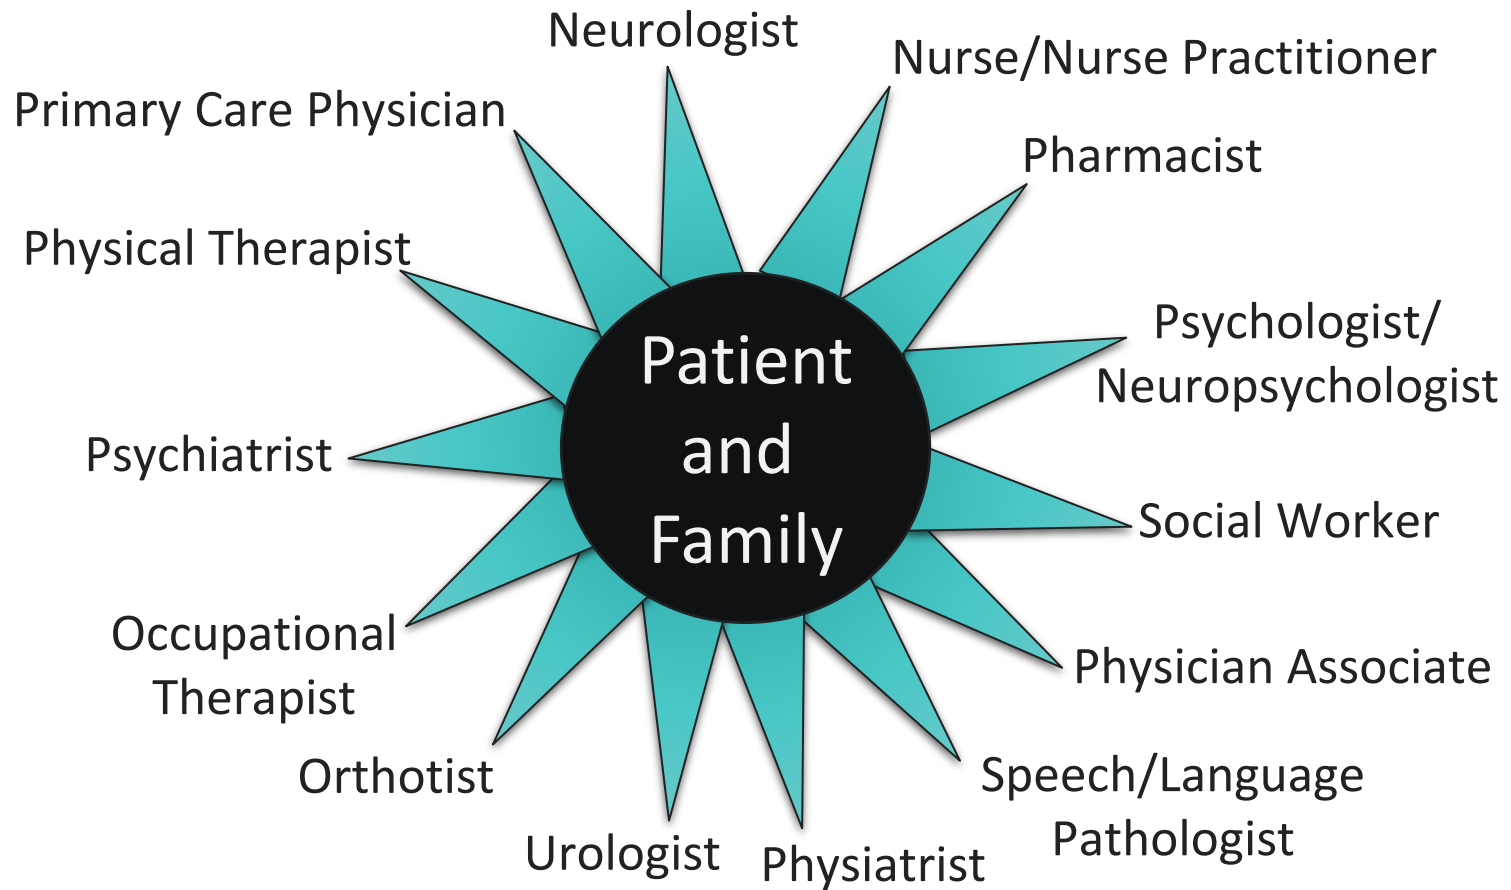 Neurologist
Nurse/Nurse Practitioner
Primary Care Physician
Pharmacist
Physical Therapist
Psychologist/
Neuropsychologist
Patient
and
Family
Psychiatrist
Social Worker
Occupational
Therapist
Physician Associate
Orthotist
Speech/Language
Pathologist
Urologist
Physiatrist